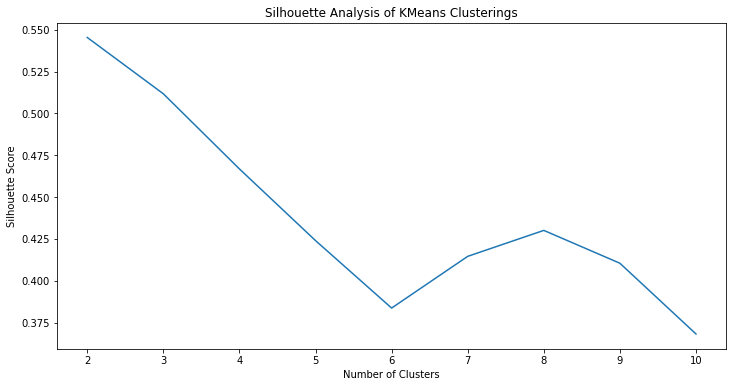 Silhouette Analysis of KMeans Clusterings
0.550
0.525
0.500
0.475
0.450
0.425
0.400
0.375
Silhouette Score
2 3 4 5 6 7 8 9 10
Number of Clusters